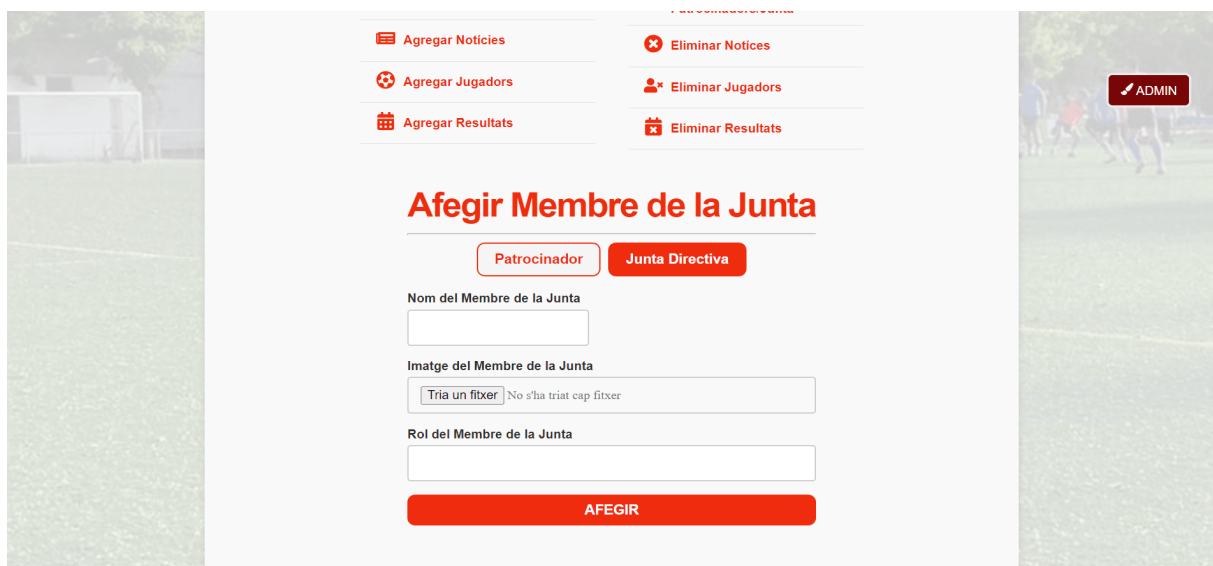 Agregar Notícies
Agregar Jugadors
Agregar Resultats
Eliminar Notíces
Eliminar Jugadors
Eliminar Resultats
ADMIN
Afegir Membre de la Junta
Patrocinador Junta Directiva
Nom del Membre de la Junta
Imatge del Membre de la Junta
Tria un fitxer No s'ha triat cap fitxer
Rol del Membre de la Junta
AFEGIR